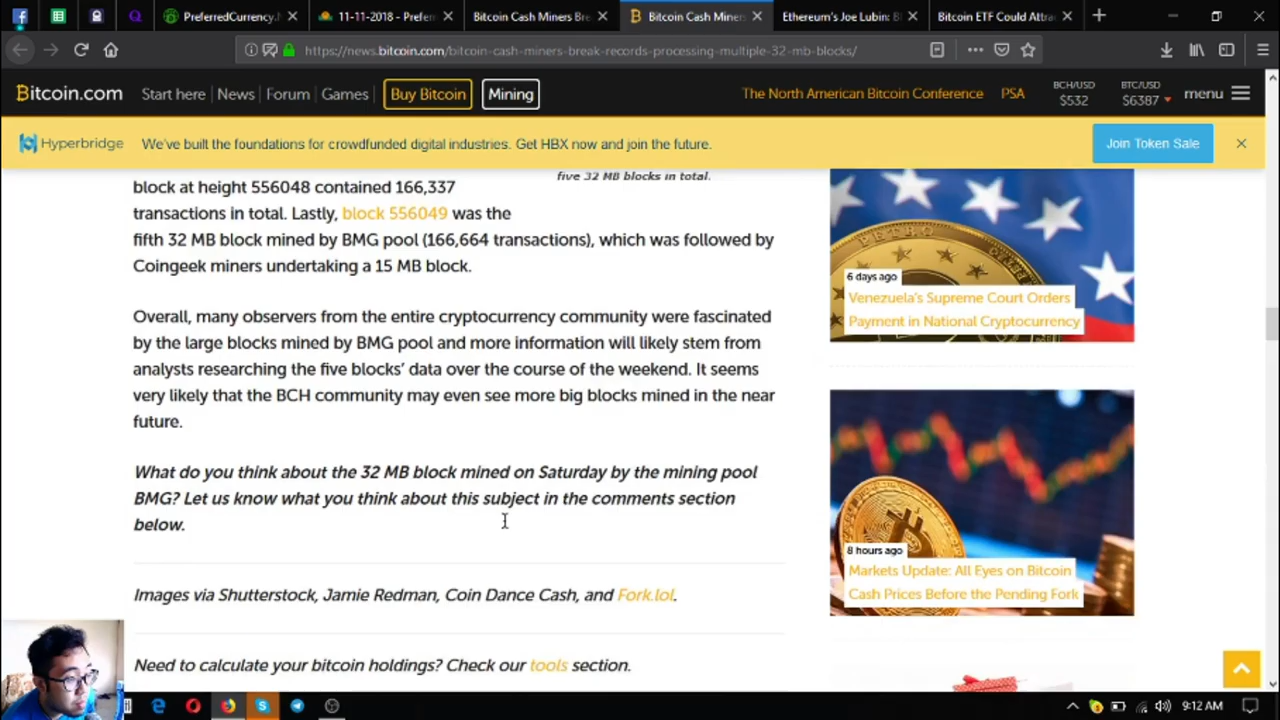 PreferredCurrency.
11-11-2018 - Prefer
Bitcoin Cash Miners Bre
Bitcoin Cash Miner
Ethereum's Joe Lubin: B
Bitcoin ETF Could Attra
https://news.bitcoin.com/bitcoin-cash-miners-break-records-processing-multiple-32-mb-blocks/
Bitcoin.com
Start here
News
Forum
Games
Buy Bitcoin
Mining
The North American Bitcoin Conference
PSA
BCH/USD
$532
BTC/USD
$6387
menu
Hyperbridge
We've built the foundations for crowdfunded digital industries. Get HBX now and join the future.
Join Token Sale
five 32 MB blocks in total.
block at height 556048 contained 166,337
transactions in total. Lastly, block 556049 was the
fifth 32 MB block mined by BMG pool (166,664 transactions), which was followed by
Coingeek miners undertaking a 15 MB block.
Overall, many observers from the entire cryptocurrency community were fascinated
by the large blocks mined by BMG pool and more information will likely stem from
analysts researching the five blocks' data over the course of the weekend. It seems
very likely that the BCH community may even see more big blocks mined in the near
future.
What do you think about the 32 MB block mined on Saturday by the mining pool
BMG? Let us know what you think about this subject in the comments section
below.
Images via Shutterstock, Jamie Redman, Coin Dance Cash, and Fork.lol.
Need to calculate your bitcoin holdings? Check our tools section.
PETRO
6 days ago
Venezuela's Supreme Court Orders
Payment in National Cryptocurrency
8 hours ago
Markets Update: All Eyes on Bitcoin
Cash Prices Before the Pending Fork
9:12 AM